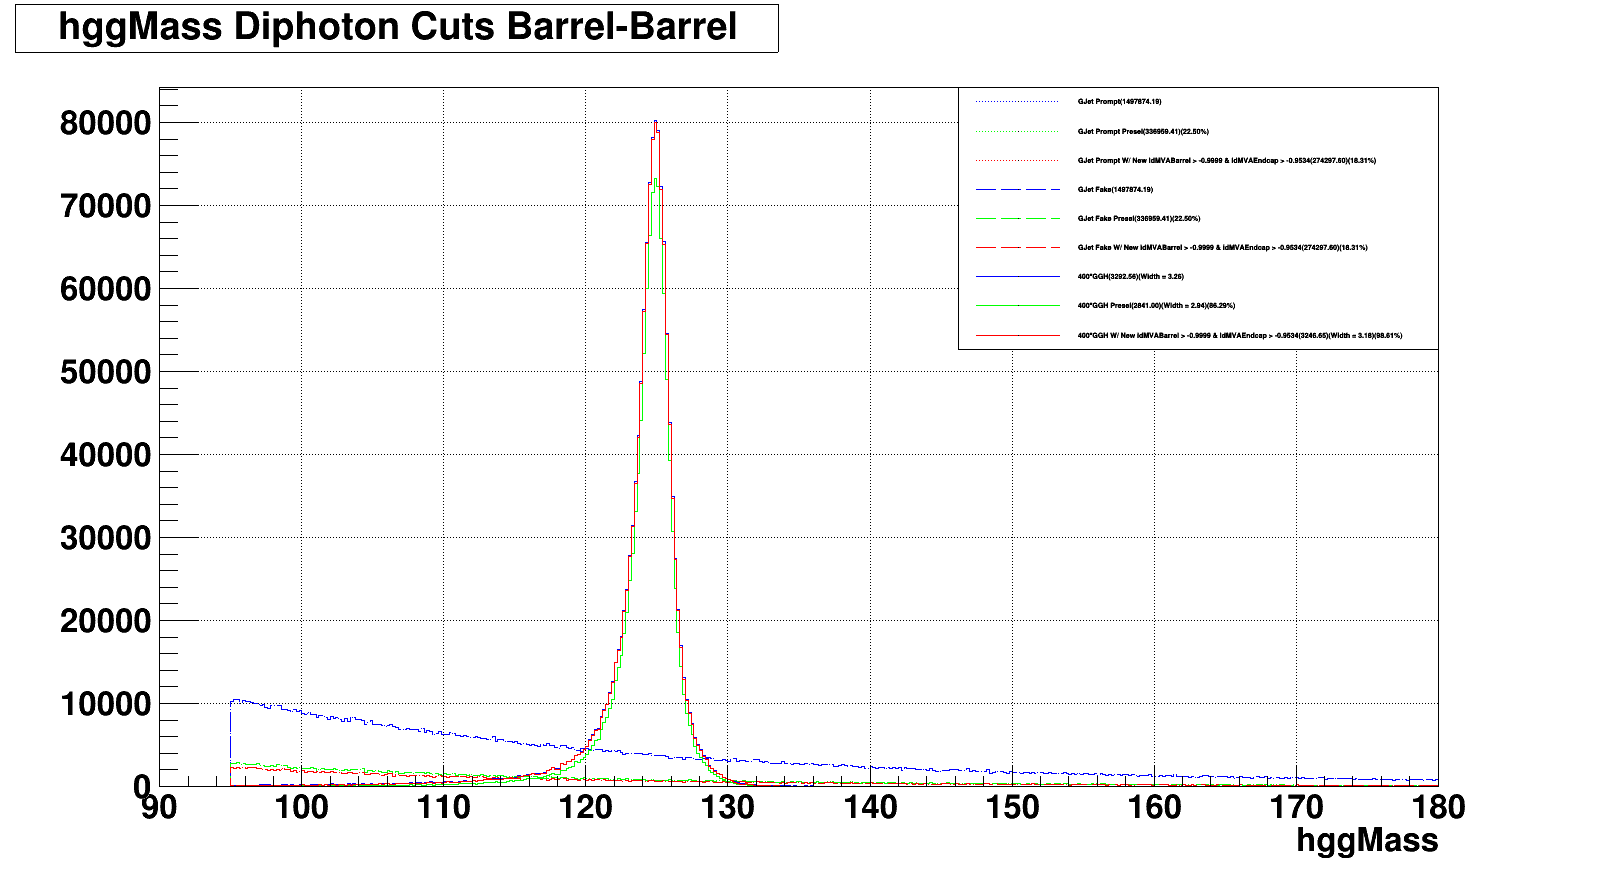 hggMass Diphoton Cuts Barrel-Barrel
GJet Prompt(1497874.19)
GJet Prompt Presel(336959.41)(22.50%)
GJet Prompt W/ New IdMVABarrel > -0.9999 & IdMVAEndcap > -0.9534(274297.60)(18.31%)
GJet Fake(1497874.19)
GJet Fake Presel(336959.41)(22.50%)
GJet Fake W/ New IdMVABarrel > -0.9999 & IdMVAEndcap > -0.9534(274297.60)(18.31%)
400*GGH(3292.56)(Width = 3.25)
400*GGH Presel(2841.00)(Width = 2.94)(86.29%)
400*GGH W/ New IdMVABarrel > -0.9999 & IdMVAEndcap > -0.9534(3246.65)(Width = 3.18)(98.61%)
80000
70000
60000
50000
40000
30000
20000
10000
0
90 100 110 120 130 140 150 160 170 180
hggMass